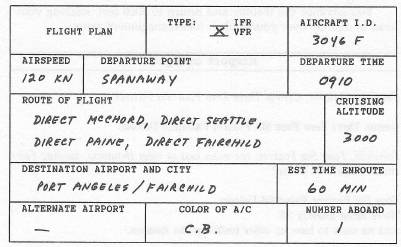 FLIGHT PLAN
TYPE: IFR
X VFR
AIRCRAFT I.D.
3046 F
AIRSPEED
120 KN
DEPARTURE POINT
SPANAWAY
DEPARTURE TIME
0910
ROUTE OF FLIGHT
DIRECT MCCHORD, DIRECT SEATTLE,
DIRECT PAINE, DIRECT FAIRCHILD
CRUISING
ALTITUDE
3000
DESTINATION AIRPORT AND CITY
PORT ANGELES / FAIRCHILD
EST TIME ENROUTE
60 MIN
ALTERNATE AIRPORT
—
COLOR OF A/C
C.B.
NUMBER ABOARD
1